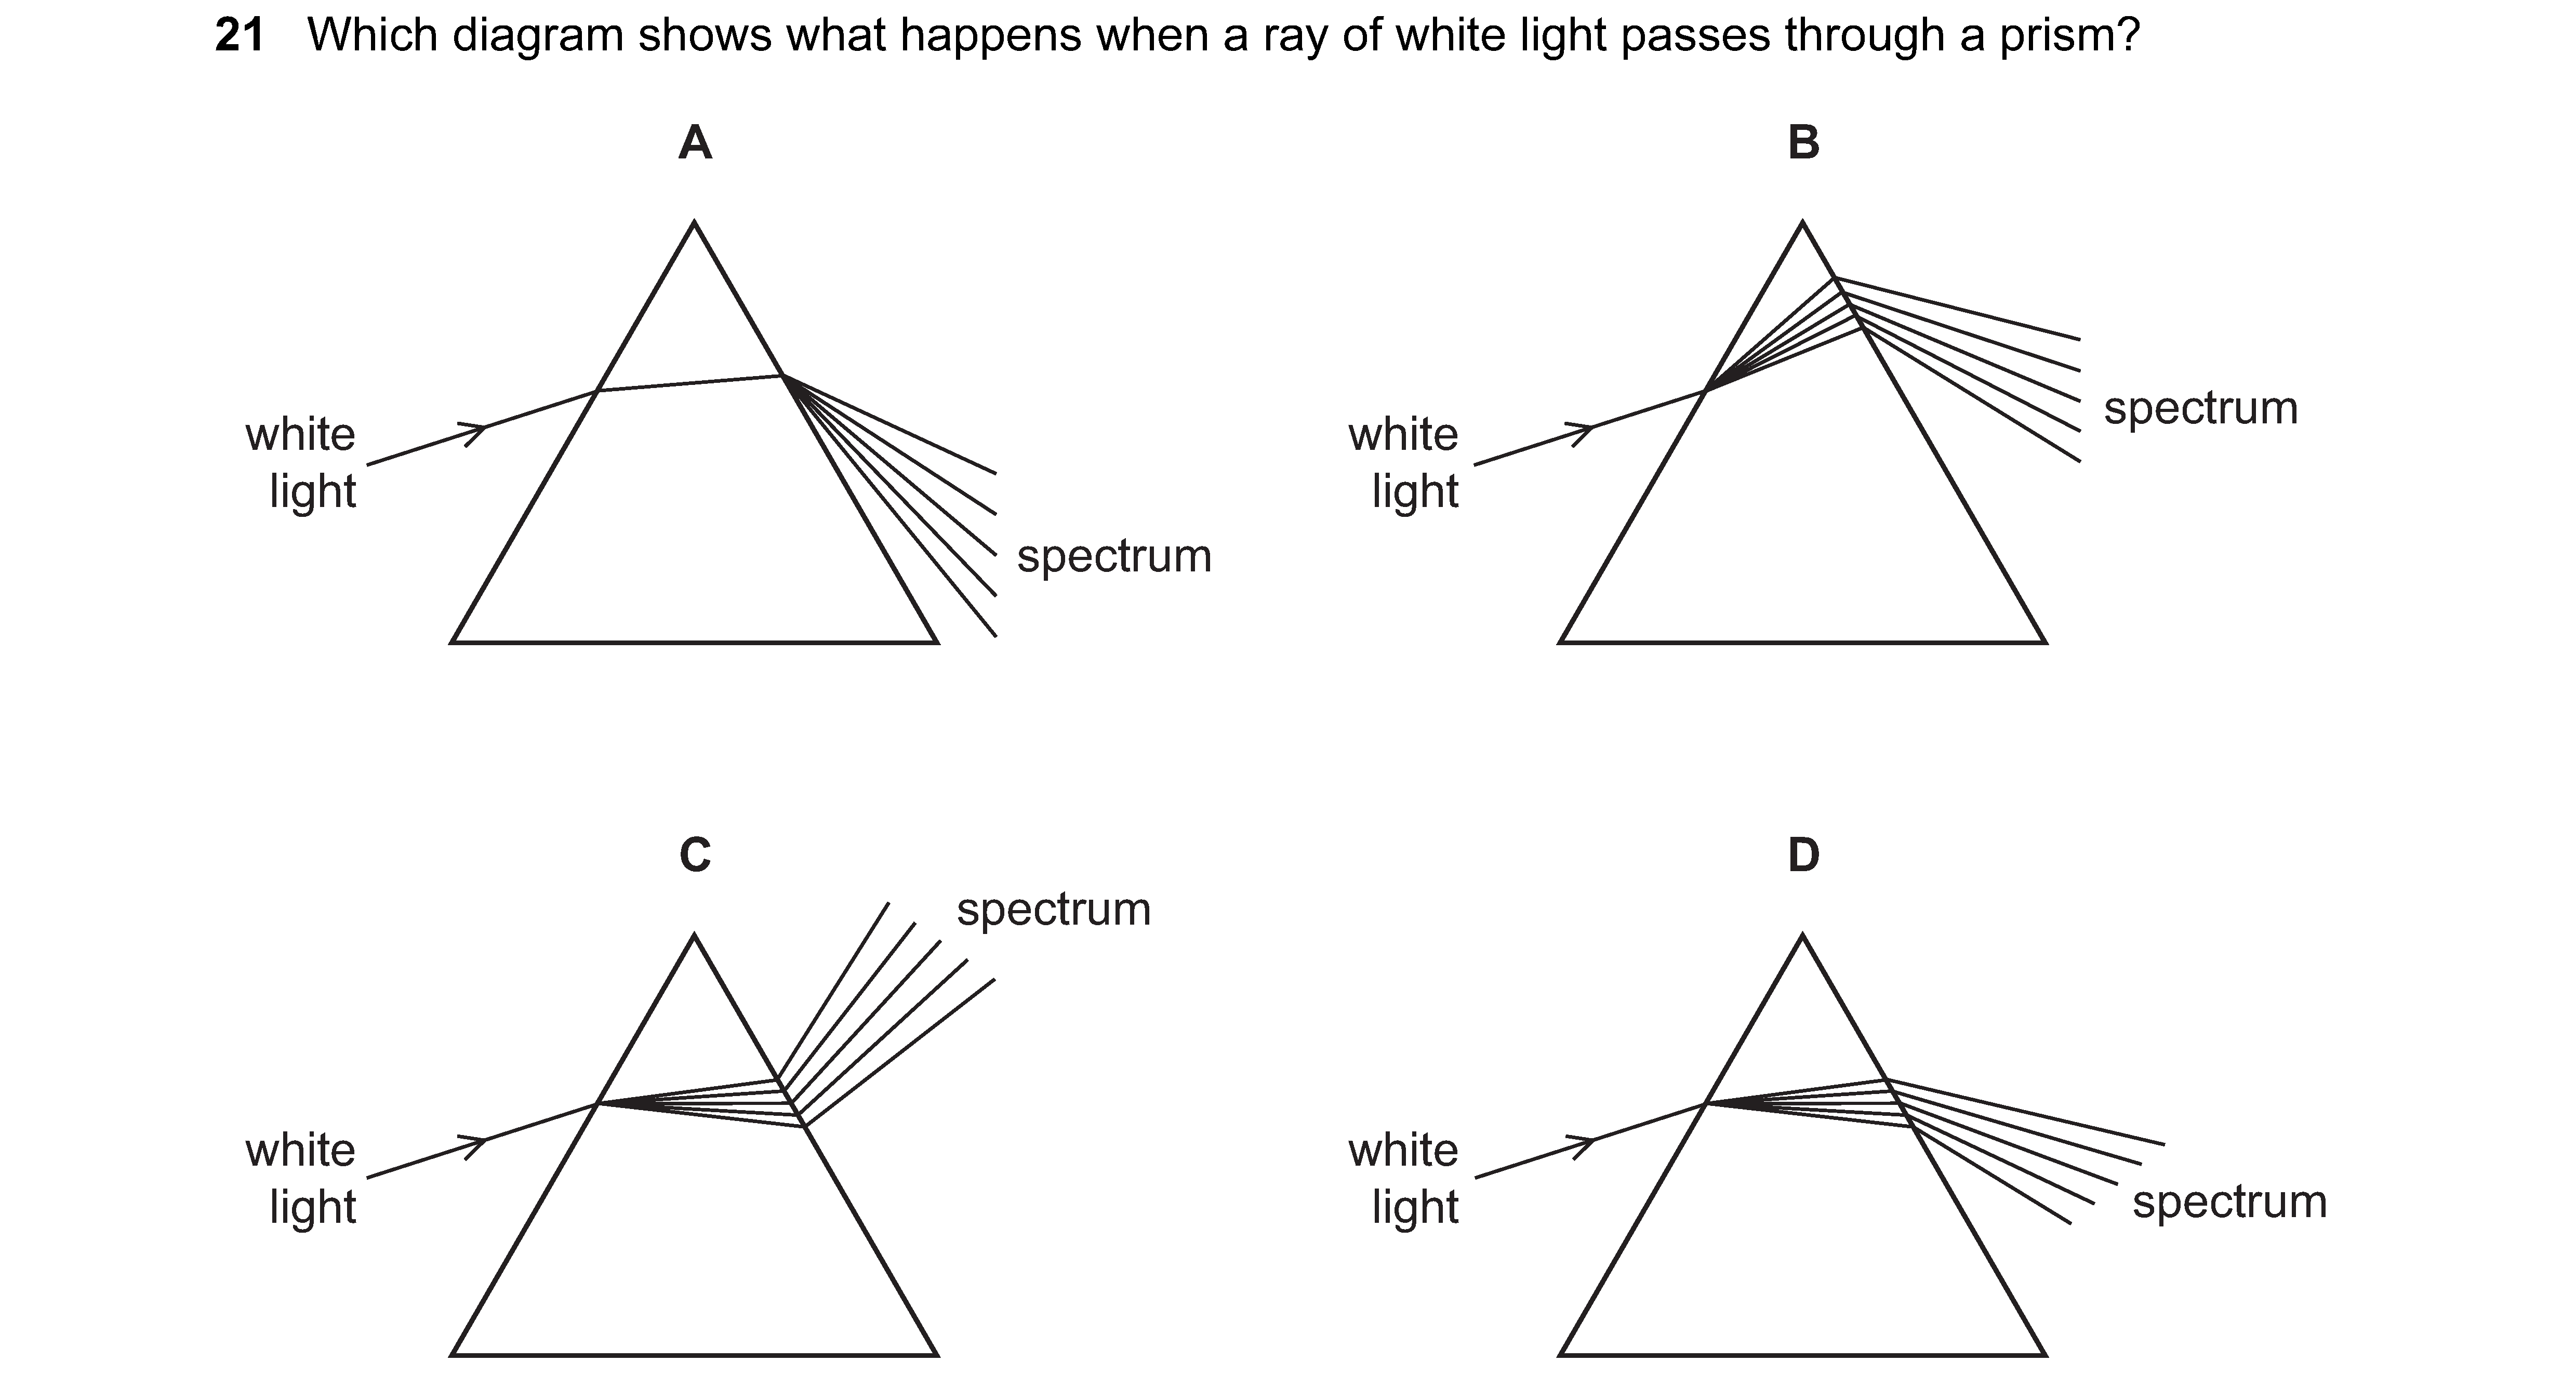 21 Which diagram shows what happens when a ray of white light passes through a prism?
A
white
light
spectrum
B
white
light
spectrum
C
white
light
spectrum
D
white
light
spectrum